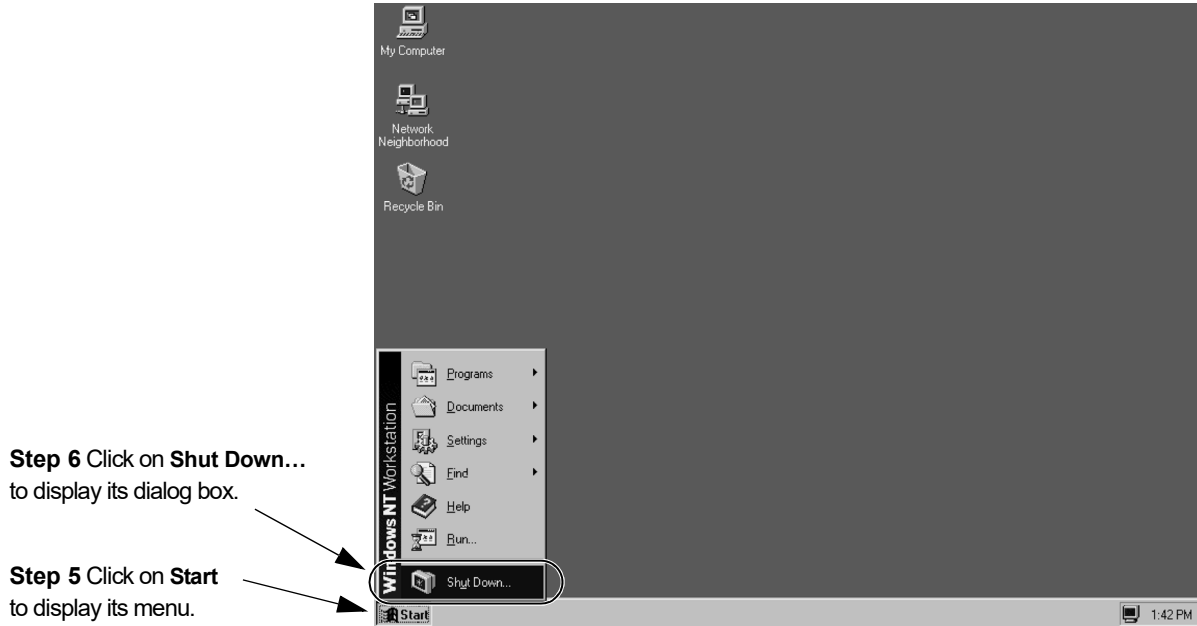 My Computer
Network
Neighborhood
Recycle Bin
Windows NT Workstation
Programs
Documents
Settings
Find
Help
Run...
Shut Down...
Step 6 Click on Shut Down…
to display its dialog box.
Step 5 Click on Start
to display its menu.
Start
1:42 PM